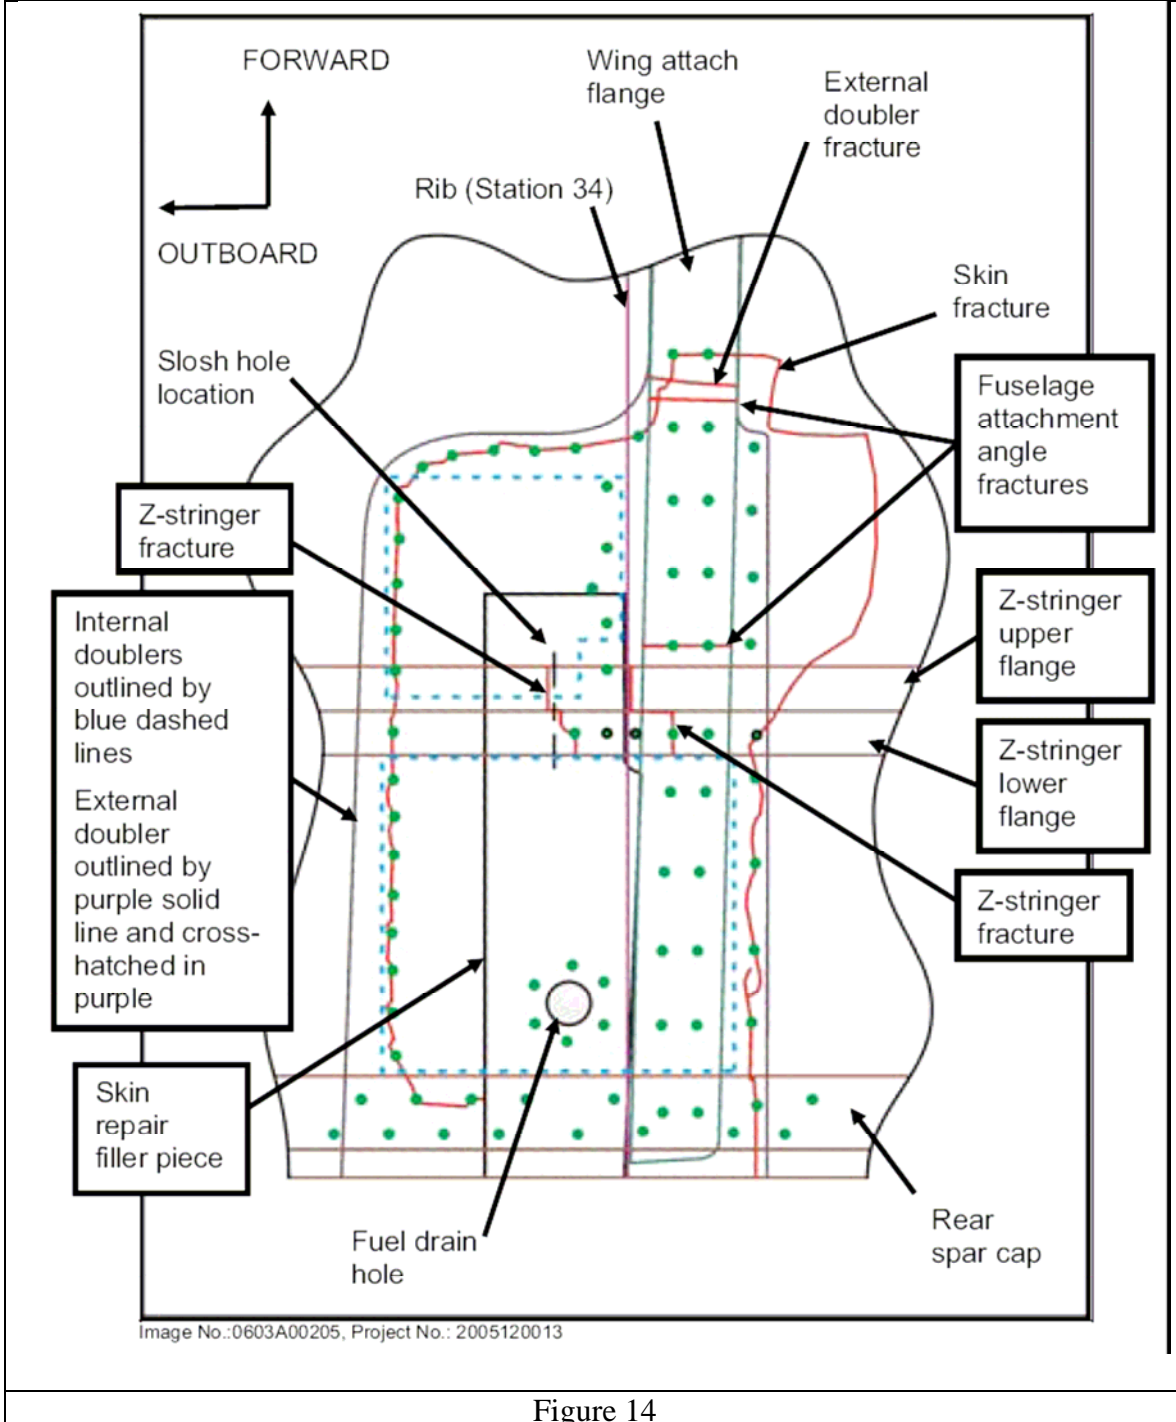 FORWARD
OUTBOARD
Wing attach
flange
External
doubler
fracture
Rib (Station 34)
Skin
fracture
Slosh hole
location
Fuselage
attachment
angle
fractures
Z-stringer
fracture
Z-stringer
upper
flange
Internal
doublers
outlined by
blue dashed
lines
External
doubler
outlined by
purple solid
line and cross-
hatched in
purple
Z-stringer
lower
flange
Z-stringer
fracture
Skin
repair
filler piece
Fuel drain
hole
Rear
spar cap
Image No.:0603A00205, Project No.: 2005120013
Figure 14